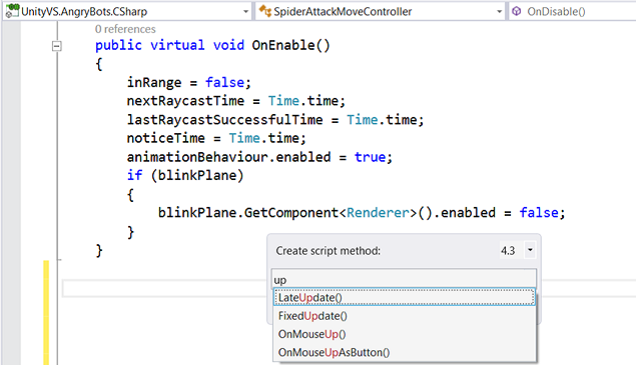 UnityVS.AngryBots.CSharp SpiderAttackMoveController OnDisable()
0 references
public virtual void OnEnable()
{
inRange = false;
nextRaycastTime = Time.time;
lastRaycastSuccessfulTime = Time.time;
noticeTime = Time.time;
animationBehaviour.enabled = true;
if (blinkPlane)
{
blinkPlane.GetComponent<Renderer>().enabled = false;
}
}
Create script method: 4.3
up
LateUpdate()
FixedUpdate()
OnMouseUp()
OnMouseUpAsButton()